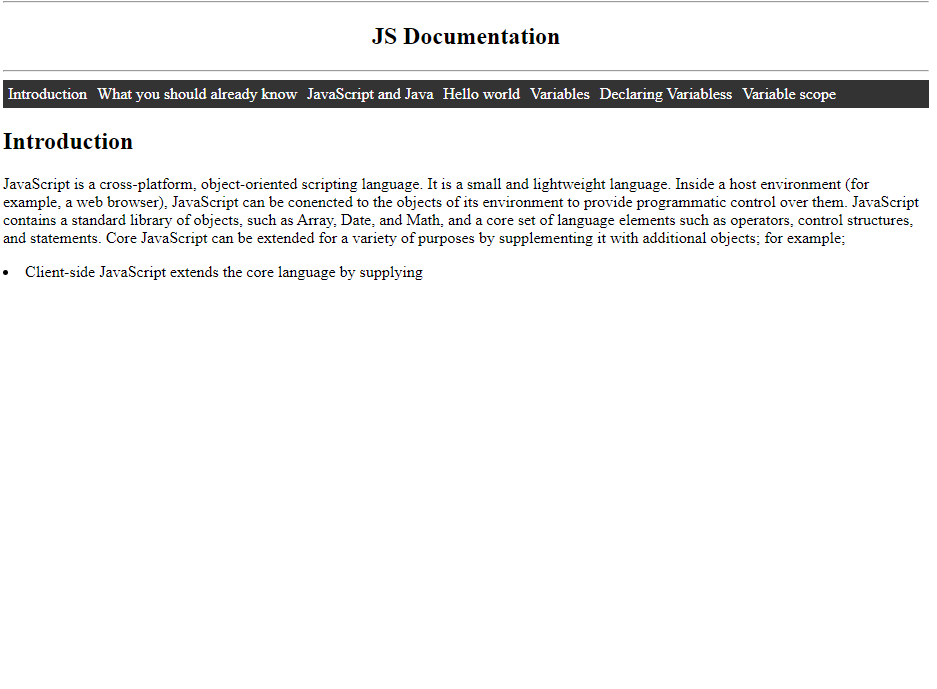 JS Documentation
Introduction What you should already know JavaScript and Java Hello world Variables Declaring Variabless Variable scope
Introduction
JavaScript is a cross-platform, object-oriented scripting language. It is a small and lightweight language. Inside a host environment (for
example, a web browser), JavaScript can be conencted to the objects of its environment to provide programmatic control over them. JavaScript
contains a standard library of objects, such as Array, Date, and Math, and a core set of language elements such as operators, control structures,
and statements. Core JavaScript can be extended for a variety of purposes by supplementing it with additional objects; for example;
• Client-side JavaScript extends the core language by supplying